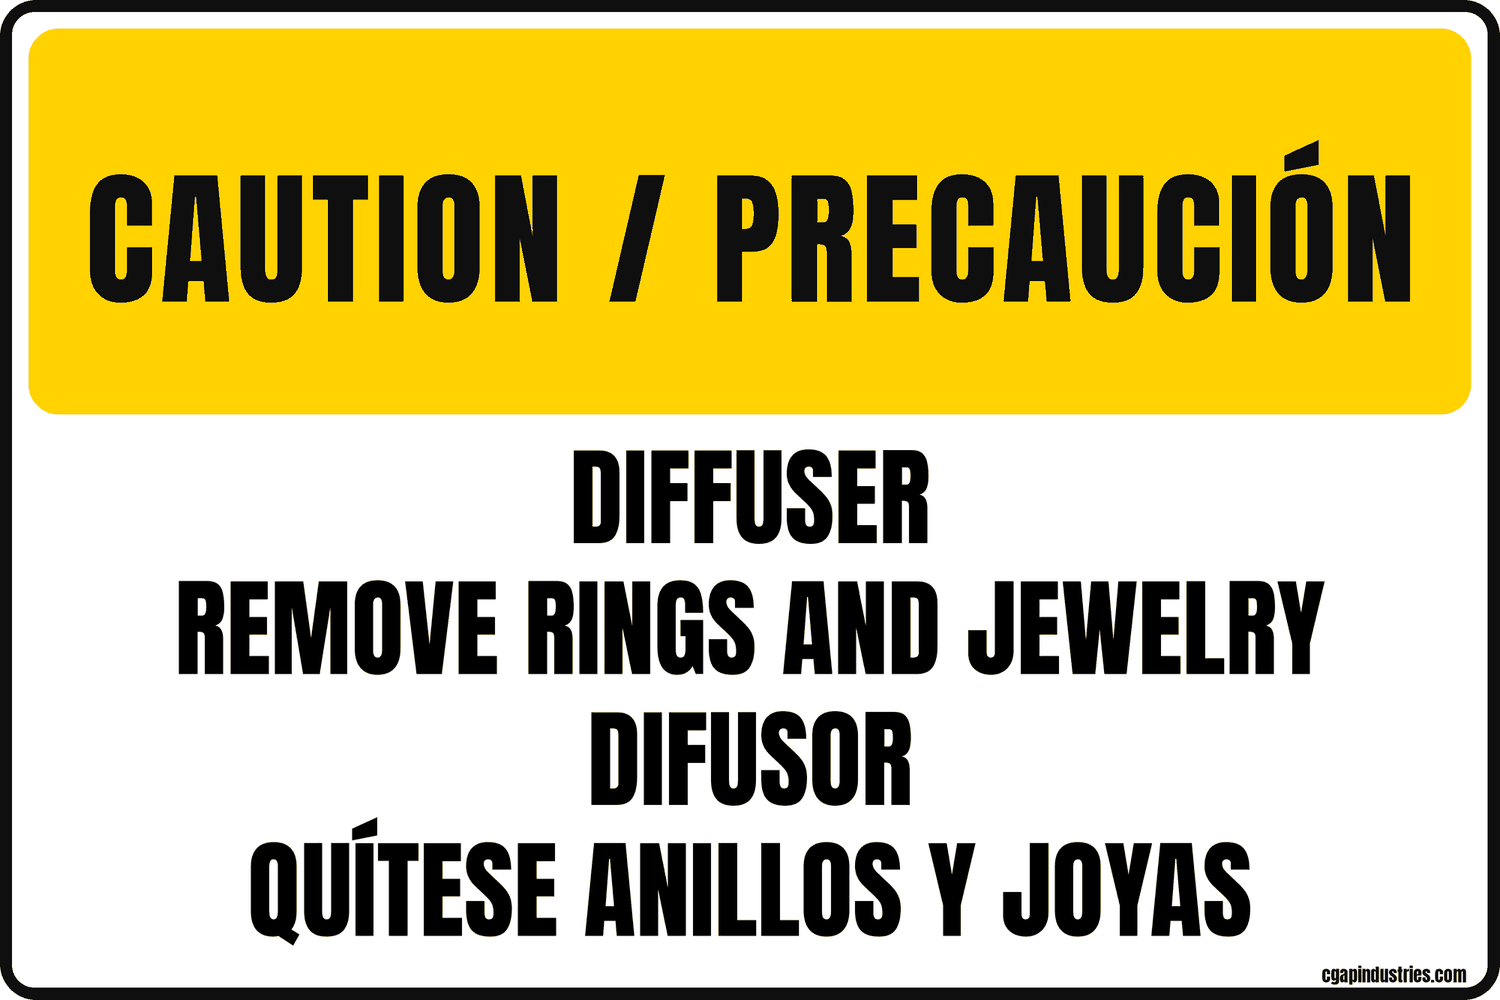 CAUTION / PRECAUCIÓN
DIFFUSER
REMOVE RINGS AND JEWELRY
DIFUSOR
QUÍTESE ANILLOS Y JOYAS
cgapindustries.com